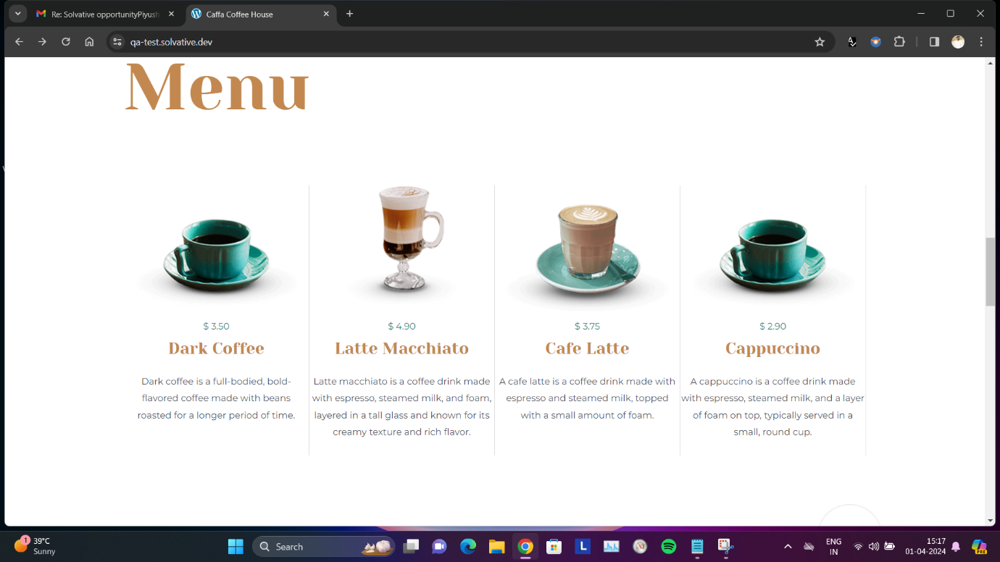 Re: Solvative opportunityPiyush
Caffa Coffee House
qa-test.solvative.dev
Menu
$ 3.50
Dark Coffee
Dark coffee is a full-bodied, bold-
flavored coffee made with beans
roasted for a longer period of time.
$ 4.90
Latte Macchiato
Latte macchiato is a coffee drink made
with espresso, steamed milk, and foam,
layered in a tall glass and known for its
creamy texture and rich flavor.
$ 3.75
Cafe Latte
A cafe latte is a coffee drink made with
espresso and steamed milk, topped
with a small amount of foam.
$ 2.90
Cappuccino
A cappuccino is a coffee drink made
with espresso, steamed milk, and a layer
of foam on top, typically served in a
small, round cup.
1
39°C
Sunny
Search
L
ENG
IN
15:17
01-04-2024
PRE